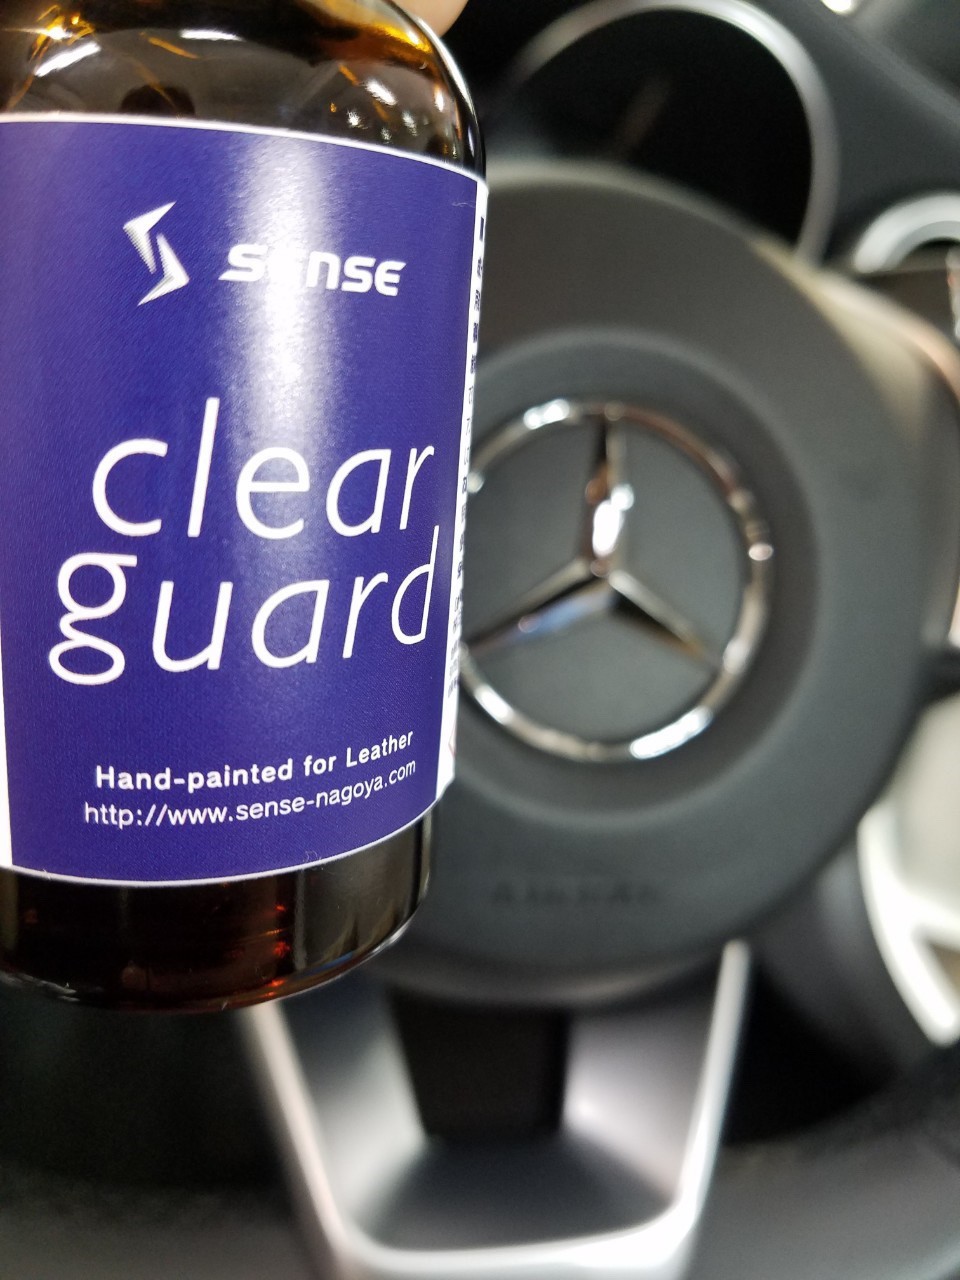 SENSE
clear
guard
Hand-painted for Leather
http://www.sense-nagoya.com